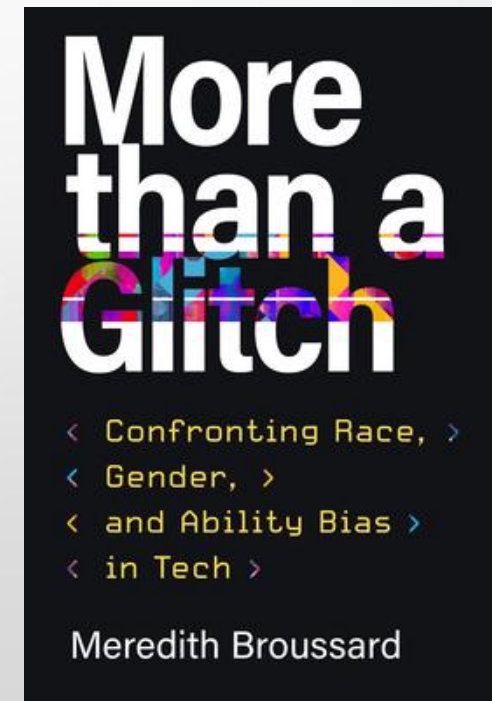 More
than a
Glitch
< Confronting Race, >
< Gender, >
< and Ability Bias >
< in Tech >
Meredith Broussard